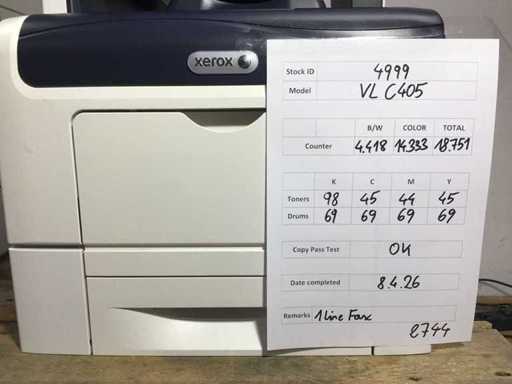 xerox
Stock ID 4999
Model VL C405
B/W COLOR TOTAL
Counter 4.418 14.333 18.751
K C M Y
Toners 98 45 44 45
Drums 69 69 69 69
Copy Pass Test OK
Date completed 8.4.26
Remarks 1 Line Fax
2744